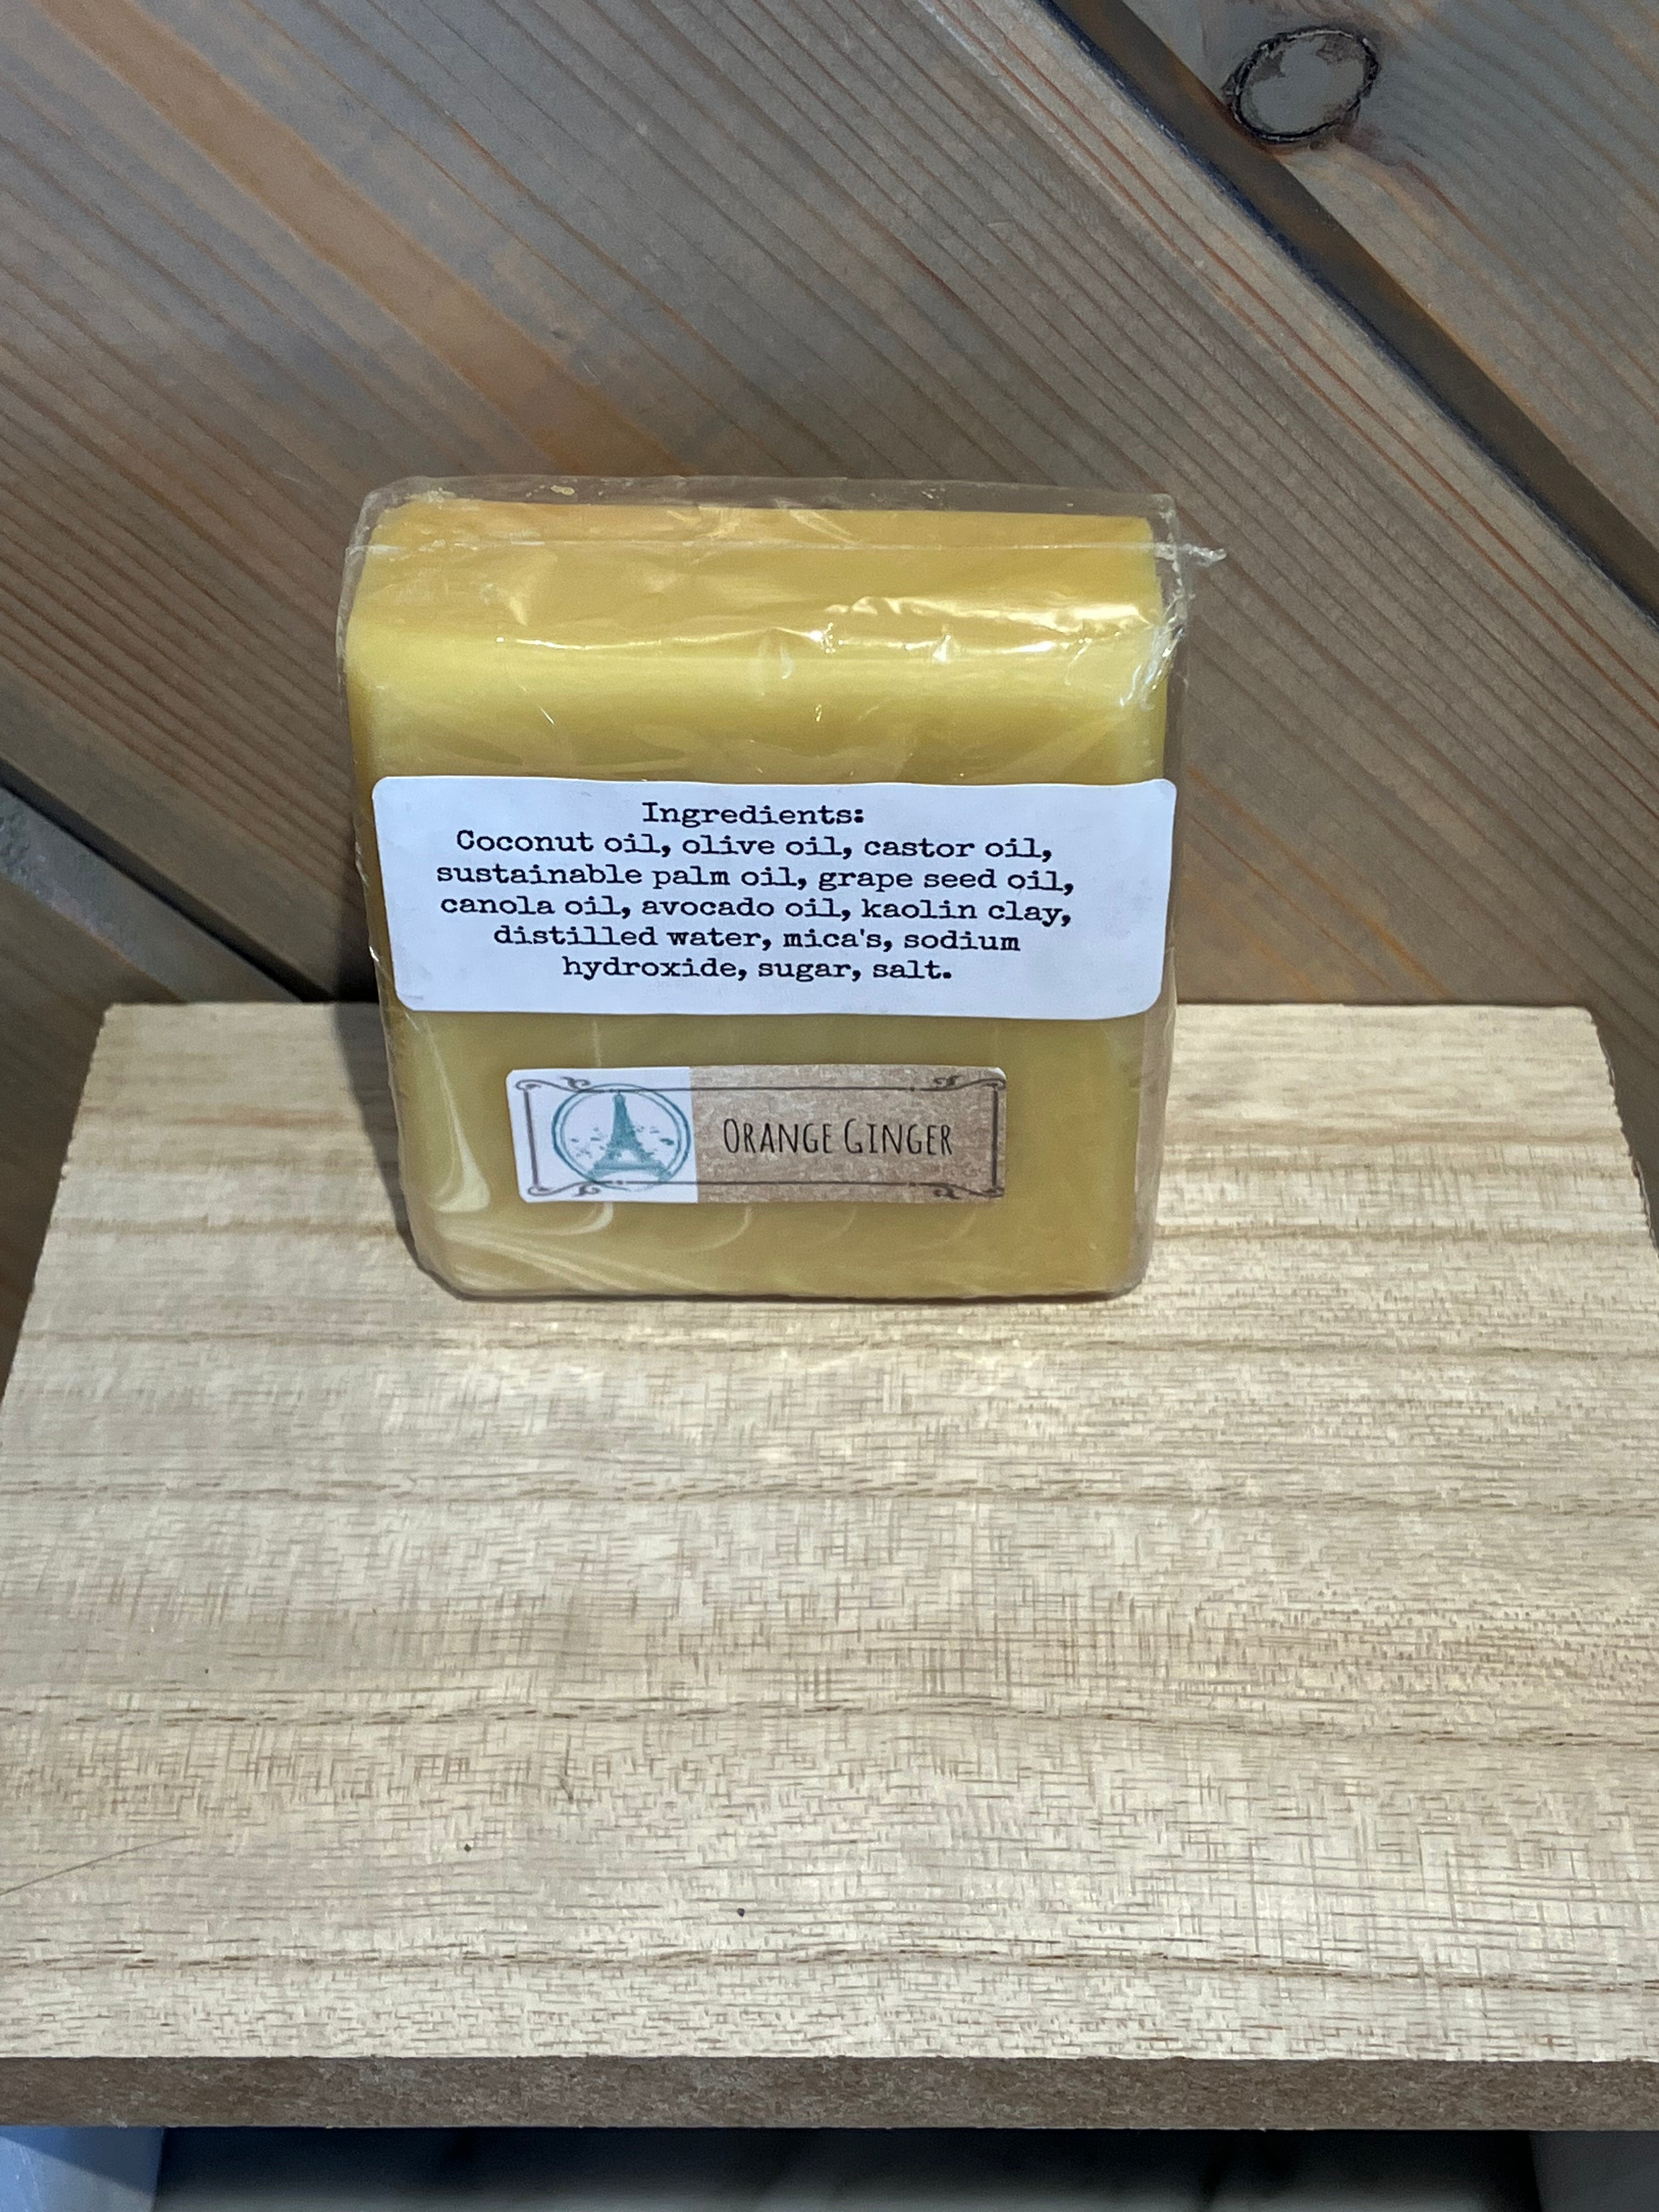 Ingredients:
Coconut oil, olive oil, castor oil,
sustainable palm oil, grape seed oil,
canola oil, avocado oil, kaolin clay,
distilled water, mica's, sodium
hydroxide, sugar, salt.
ORANGE GINGER